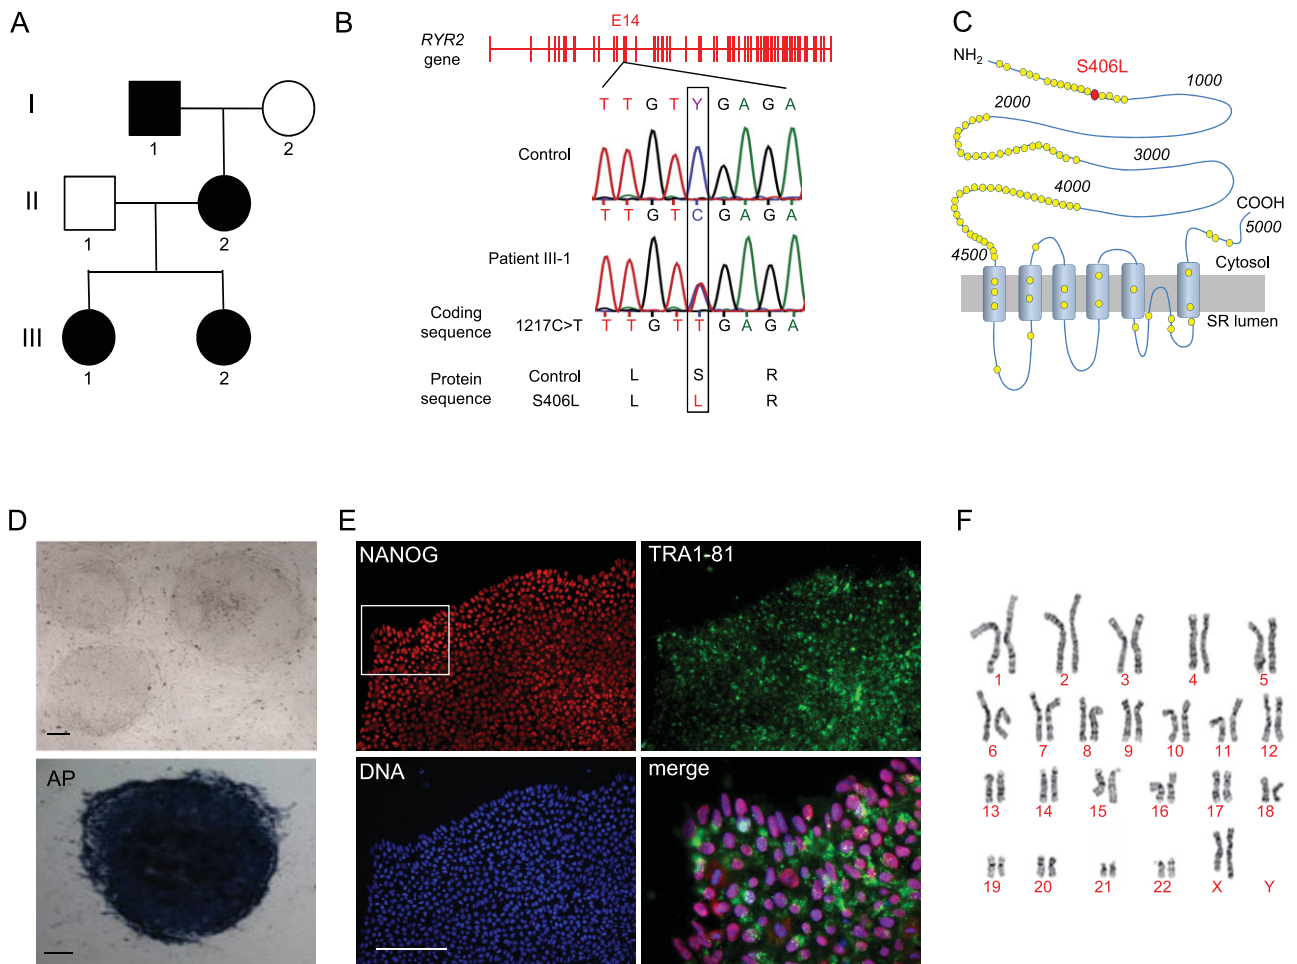 A
I
1
2
II
1
2
III
1
2
B
E14
RYR2
gene
T T G T Y G A G A
Control
T T G T C G A G A
Patient III-1
Coding
sequence
1217C>T
T T G T T G A G A
Protein
sequence
Control
L S R
S406L
L L R
C
NH2
S406L
1000
2000
3000
4000
COOH
5000
4500
Cytosol
SR lumen
D
AP
E
NANOG
TRA1-81
DNA
merge
F
1 2 3 4 5
6 7 8 9 10 11 12
13 14 15 16 17 18
19 20 21 22 X Y